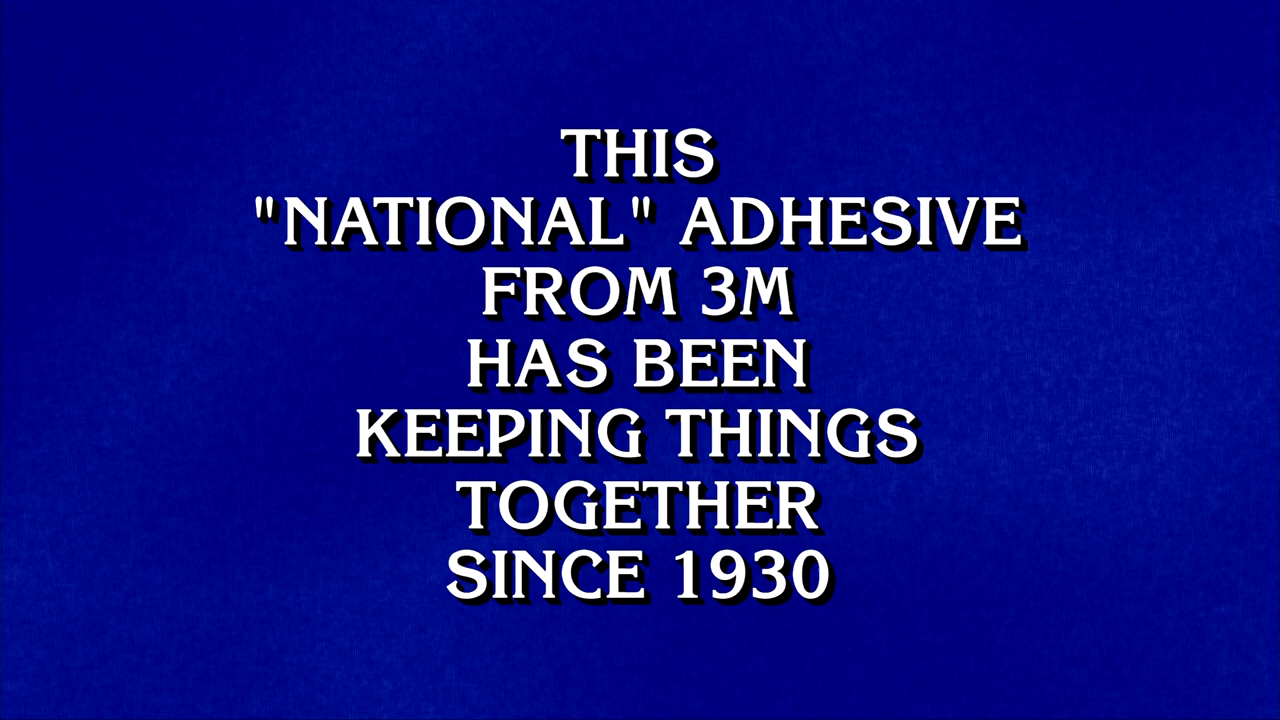 THIS
"NATIONAL" ADHESIVE
FROM 3M
HAS BEEN
KEEPING THINGS
TOGETHER
SINCE 1930